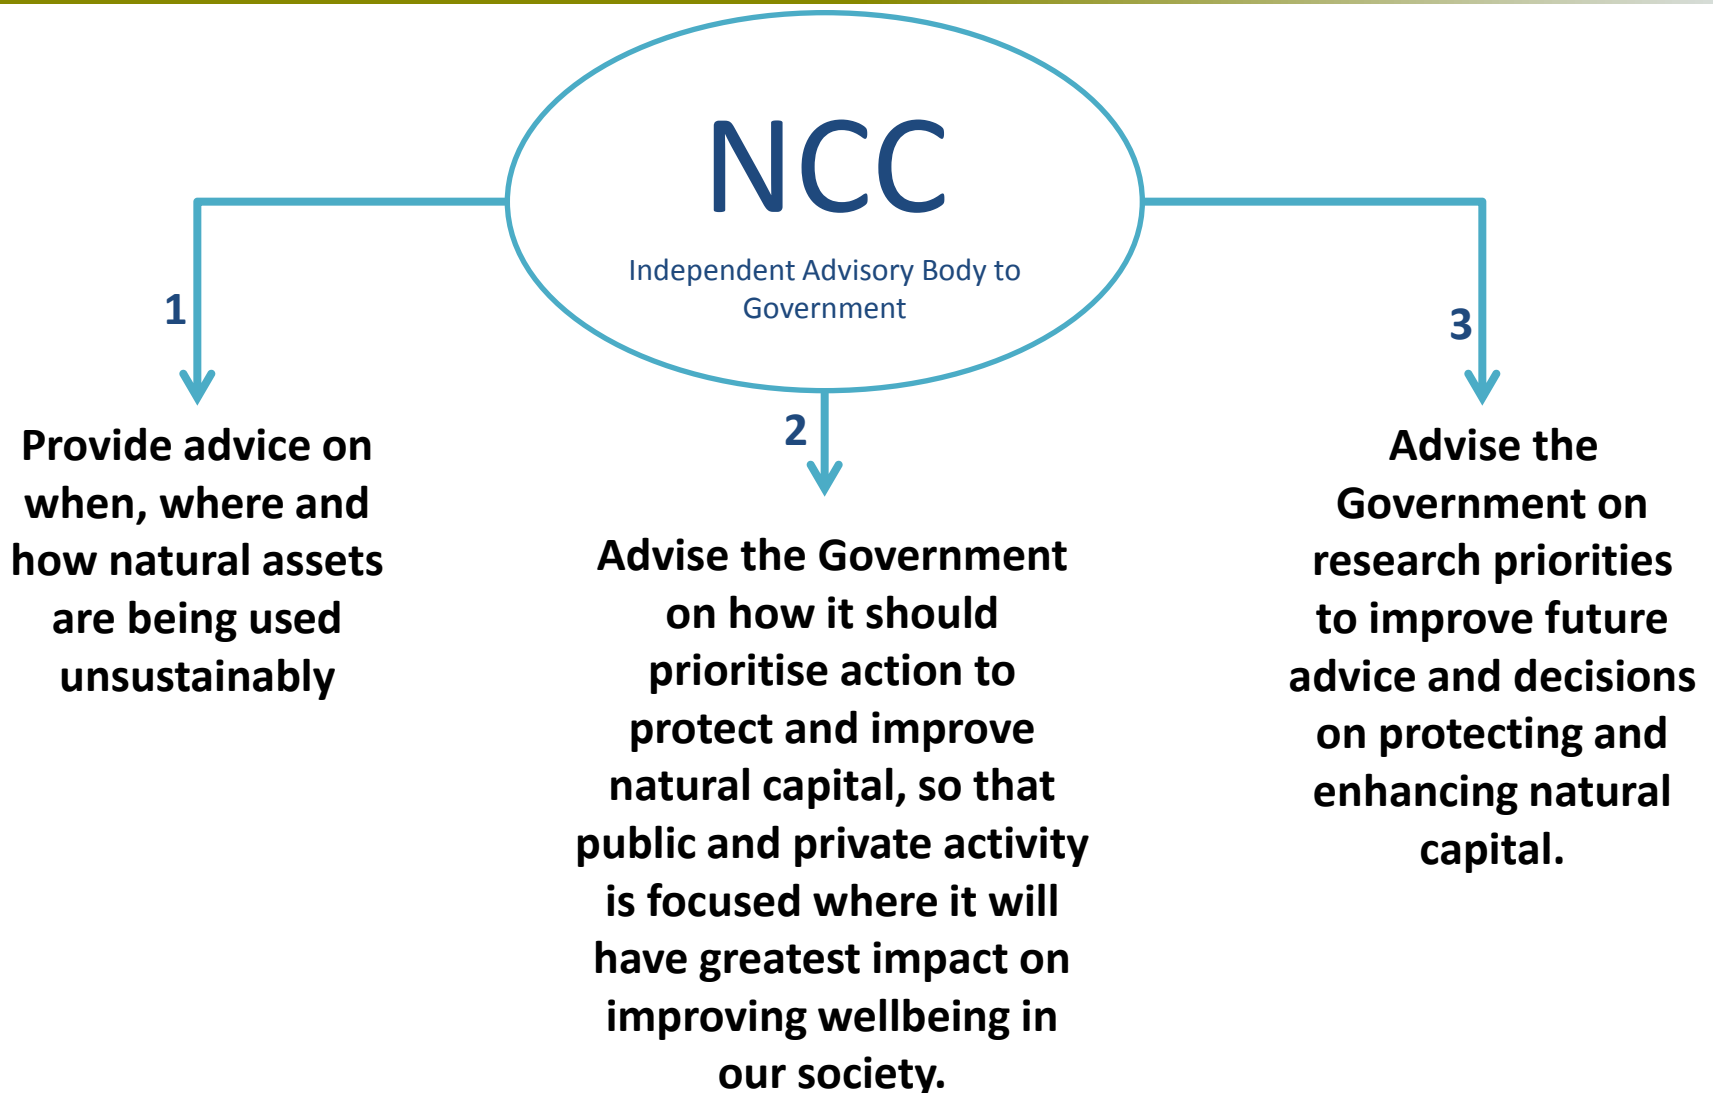 NCC
Independent Advisory Body to
Government
1
Provide advice on
when, where and
how natural assets
are being used
unsustainably
2
Advise the Government
on how it should
prioritise action to
protect and improve
natural capital, so that
public and private activity
is focused where it will
have greatest impact on
improving wellbeing in
our society.
3
Advise the
Government on
research priorities
to improve future
advice and decisions
on protecting and
enhancing natural
capital.